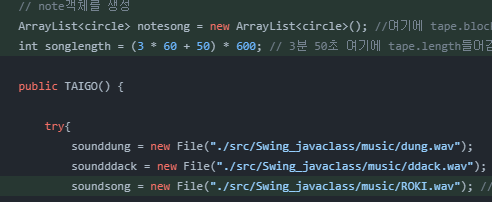 // note객체를 생성
ArrayList<circle> notesong = new ArrayList<circle>(); //여기에 tape.block
int songlength = (3 * 60 + 50) * 600; // 3분 50초 여기에 tape.length들어감
public TAIGO() {
try{
sounddung = new File("./src/Swing_javaclass/music/dung.wav");
soundddack = new File("./src/Swing_javaclass/music/ddack.wav");
soundsong = new File("./src/Swing_javaclass/music/ROKI.wav"); //